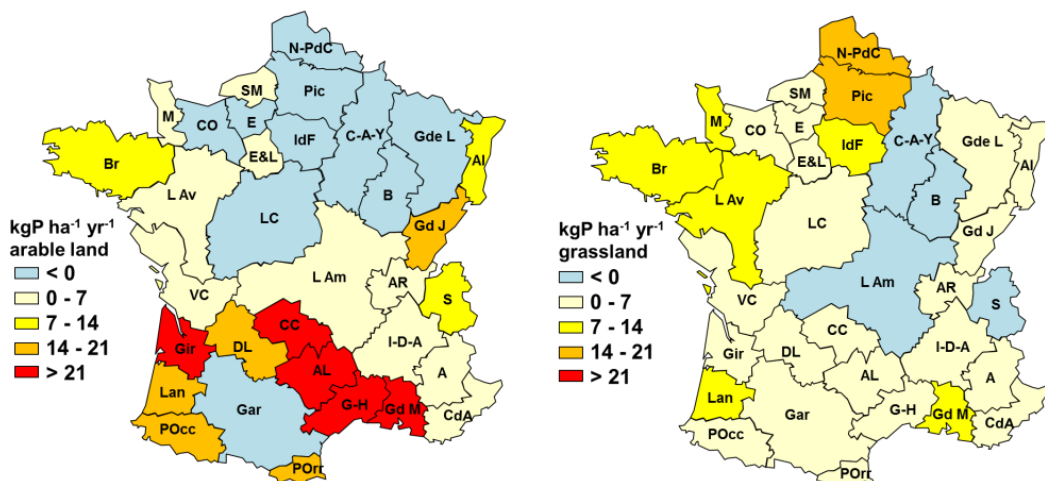 N-PdC
SM
Pic
M
CO
E
IdF
C-A-Y
Gde L
Al
E&L
Br
B
L Av
LC
Gd J
L Am
AR
S
VC
CC
I-D-A
Gir
DL
AL
A
Lan
G-H
Gd M
Gar
CdA
POcc
POrr
kgP ha⁻¹ yr⁻¹
arable land
< 0
0 - 7
7 - 14
14 - 21
> 21
N-PdC
SM
Pic
M
CO
E
IdF
C-A-Y
Gde L
Al
E&L
Br
B
L Av
LC
Gd J
L Am
AR
S
VC
CC
I-D-A
Gir
DL
AL
A
Lan
G-H
Gd M
Gar
CdA
POcc
POrr
kgP ha⁻¹ yr⁻¹
grassland
< 0
0 - 7
7 - 14
14 - 21
> 21